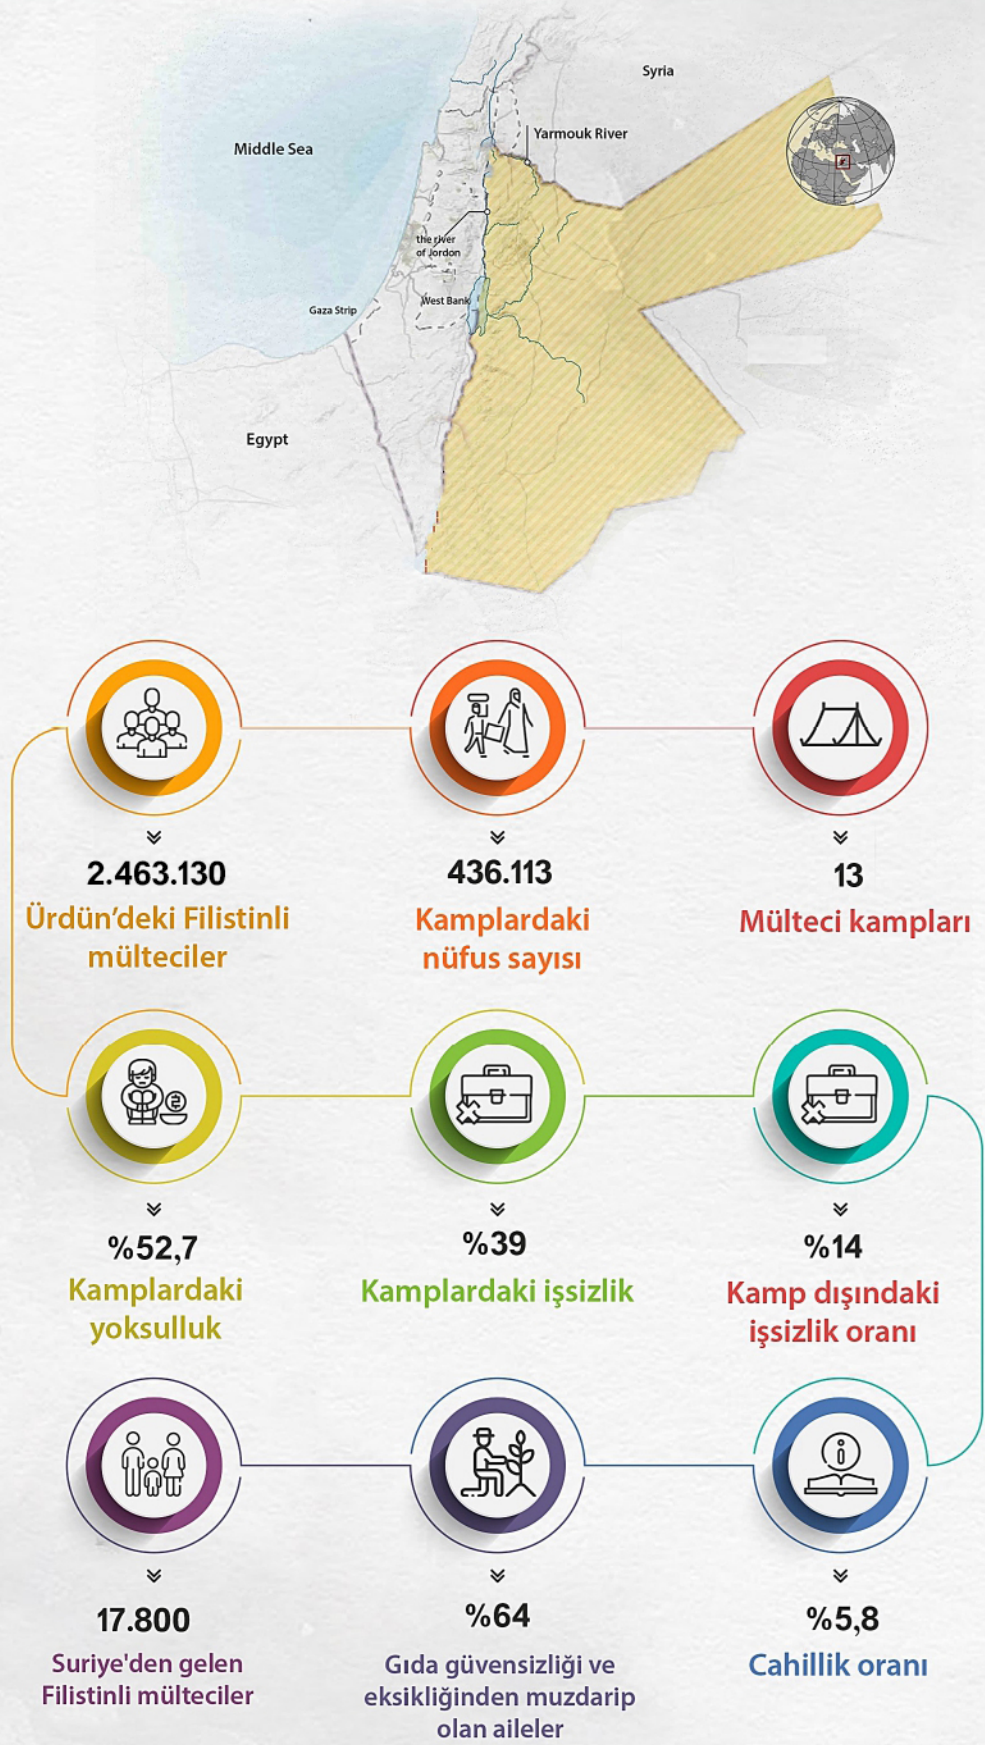 Syria
Yarmouk River
Middle Sea
the river
of Jordon
West Bank
Gaza Strip
Egypt
2.463.130
Ürdün'deki Filistinli
mülteciler
436.113
Kamplardaki
nüfus sayısı
13
Mülteci kampları
%52,7
Kamplardaki
yoksulluk
%39
Kamplardaki işsizlik
%14
Kamp dışındaki
işsizlik oranı
17.800
Suriye'den gelen
Filistinli mülteciler
%64
Gıda güvensizliği ve
eksikliğinden muzdarip
olan aileler
%5,8
Cahillik oranı